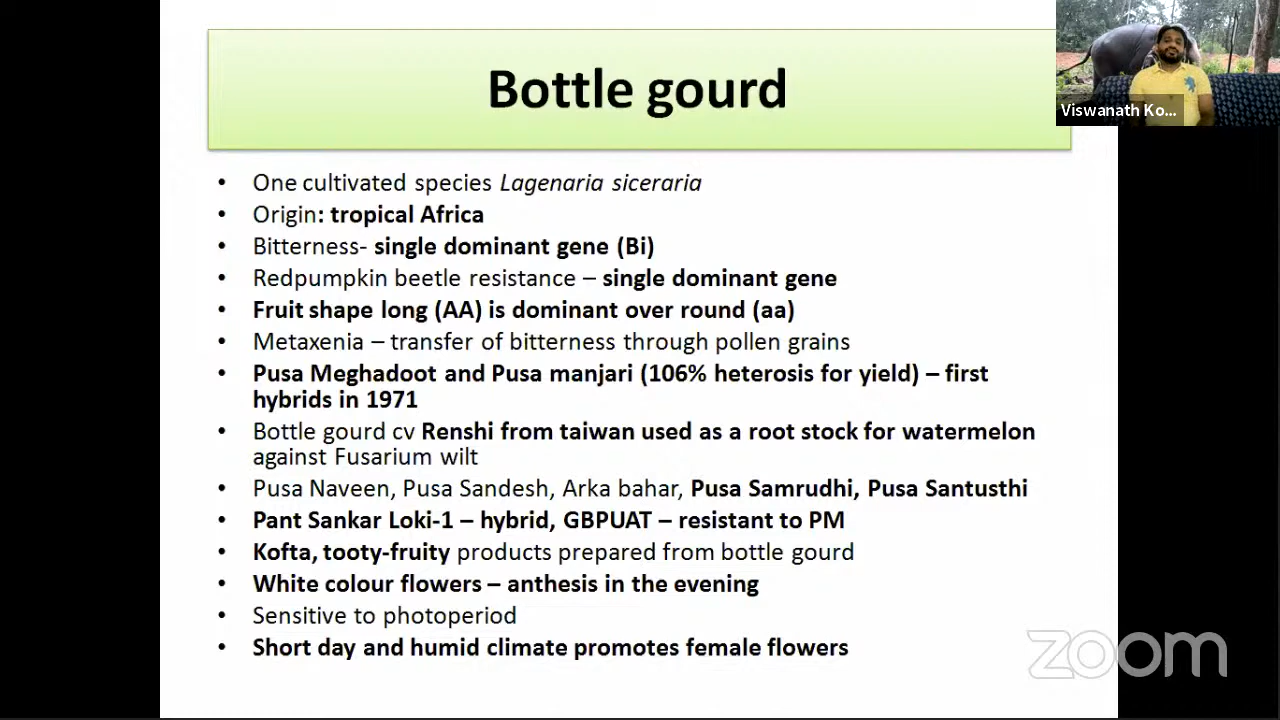 Bottle gourd
Viswanath Ko...
• One cultivated species Lagenaria siceraria
• Origin: tropical Africa
• Bitterness- single dominant gene (Bi)
• Redpumpkin beetle resistance – single dominant gene
• Fruit shape long (AA) is dominant over round (aa)
• Metaxenia – transfer of bitterness through pollen grains
• Pusa Meghadoot and Pusa manjari (106% heterosis for yield) – first
hybrids in 1971
• Bottle gourd cv Renshi from taiwan used as a root stock for watermelon
against Fusarium wilt
• Pusa Naveen, Pusa Sandesh, Arka bahar, Pusa Samrudhi, Pusa Santusthi
• Pant Sankar Loki-1 – hybrid, GBPUAT – resistant to PM
• Kofta, tooty-fruity products prepared from bottle gourd
• White colour flowers – anthesis in the evening
• Sensitive to photoperiod
• Short day and humid climate promotes female flowers
zoom